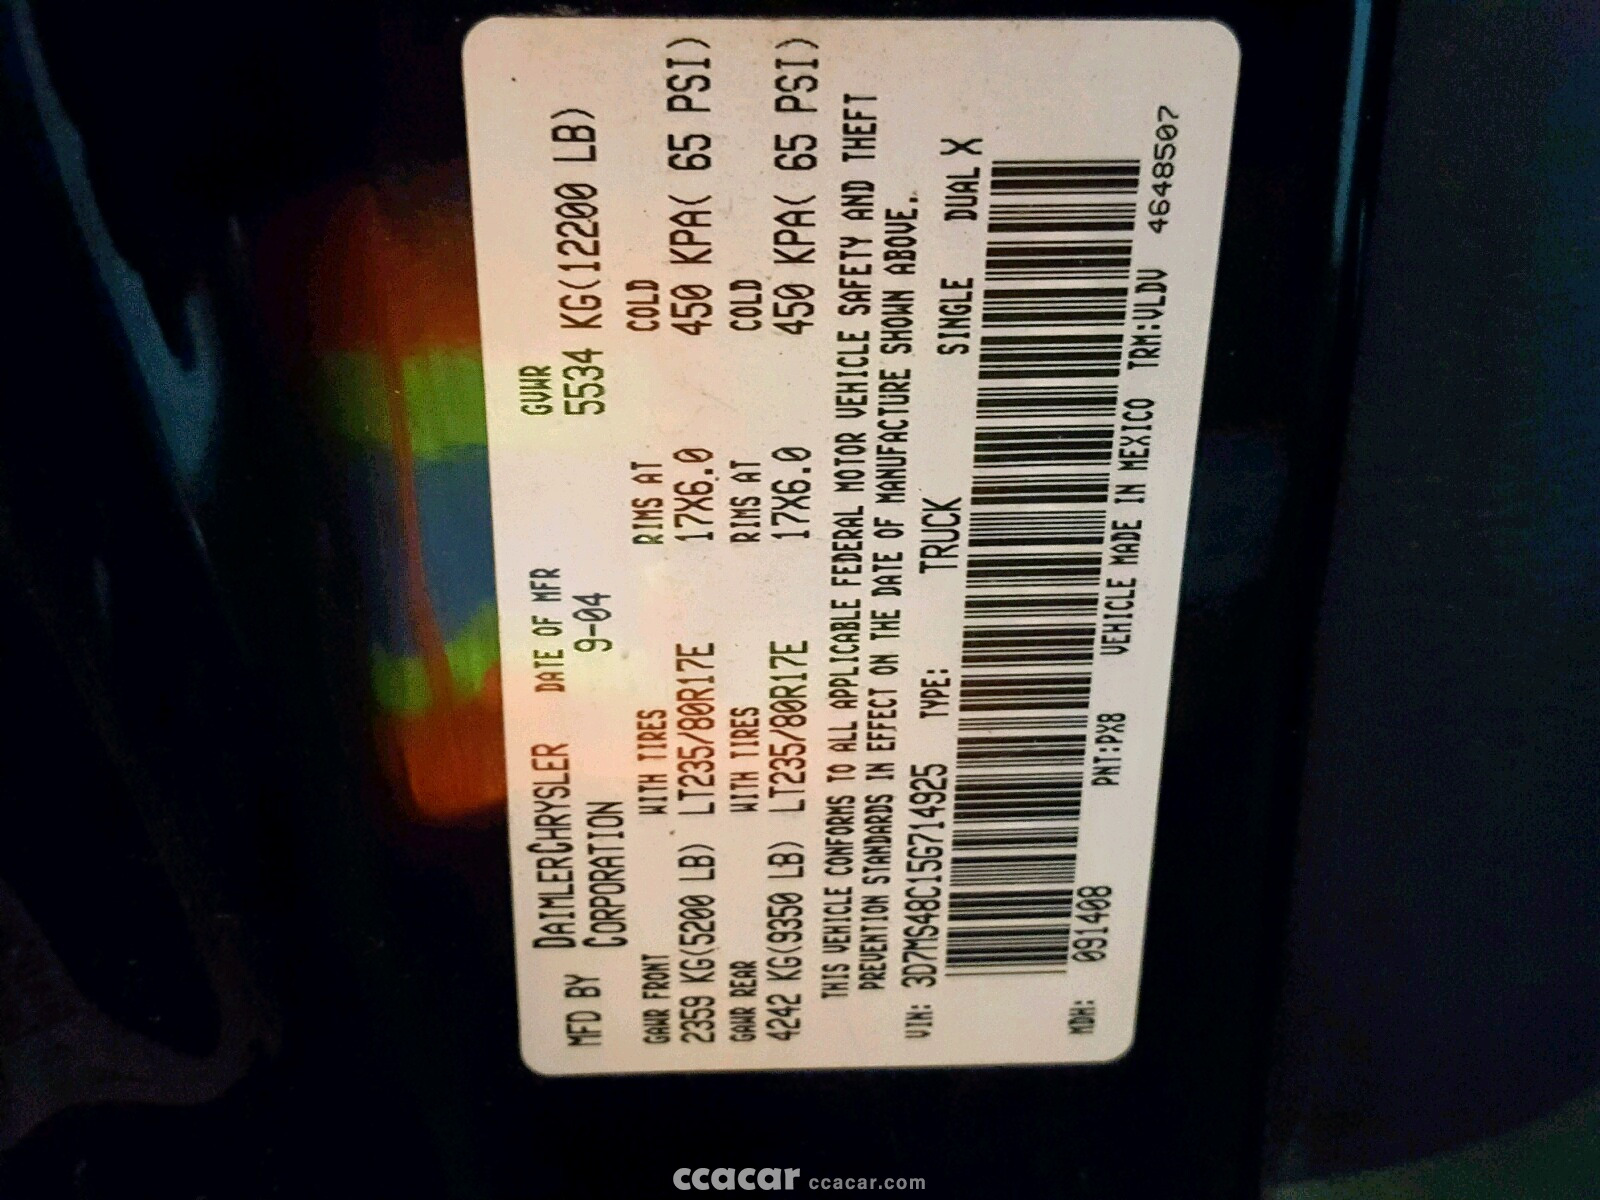 MFD BY DAIMLERCHRYSLER DATE OF MFR GVWR
CORPORATION 9-04 5534 KG(12200 LB)
GAWR FRONT WITH TIRES RIMS AT COLD
2359 KG(5200 LB) LT235/80R17E 17X6.0 450 KPA( 65 PSI)
GAWR REAR WITH TIRES RIMS AT COLD
4242 KG(9350 LB) LT235/80R17E 17X6.0 450 KPA( 65 PSI)
THIS VEHICLE CONFORMS TO ALL APPLICABLE FEDERAL MOTOR VEHICLE SAFETY AND THEFT
PREVENTION STANDARDS IN EFFECT ON THE DATE OF MANUFACTURE SHOWN ABOVE.
VIN: 3D7MS48C15G714925 TYPE: TRUCK SINGLE DUAL X
MDH: 091408 PNT:PX8 VEHICLE MADE IN MEXICO TRM:VLDV 4648507
ccacar ccacar.com